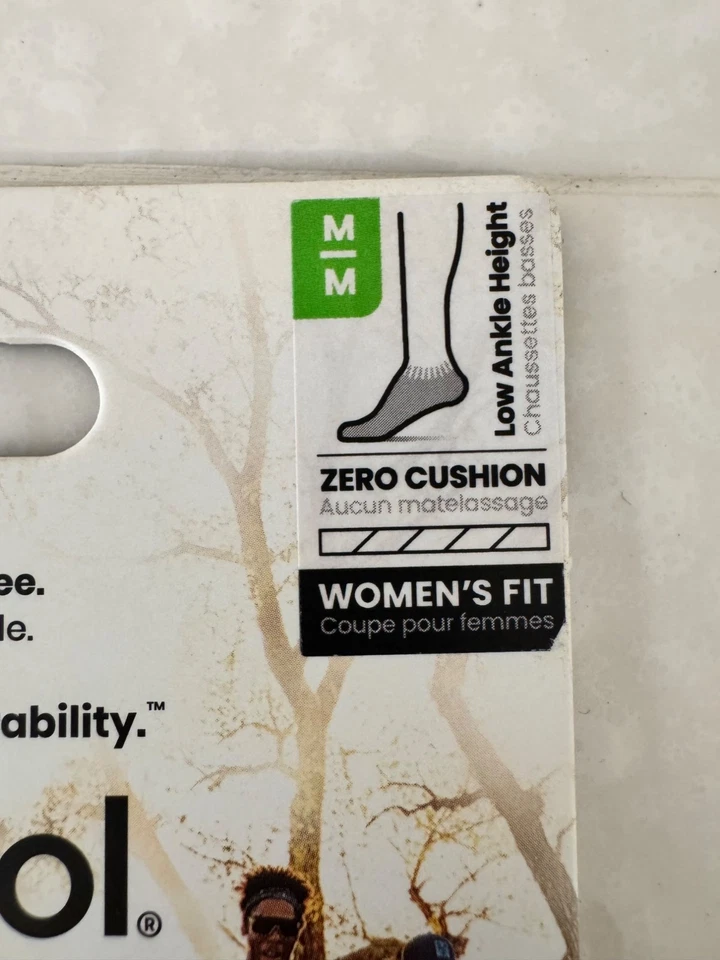 M
M
Low Ankle Height
Chaussettes basses
ZERO CUSHION
Aucun matelassage
WOMEN'S FIT
Coupe pour femmes
ee.
le.
ability.™
ol®